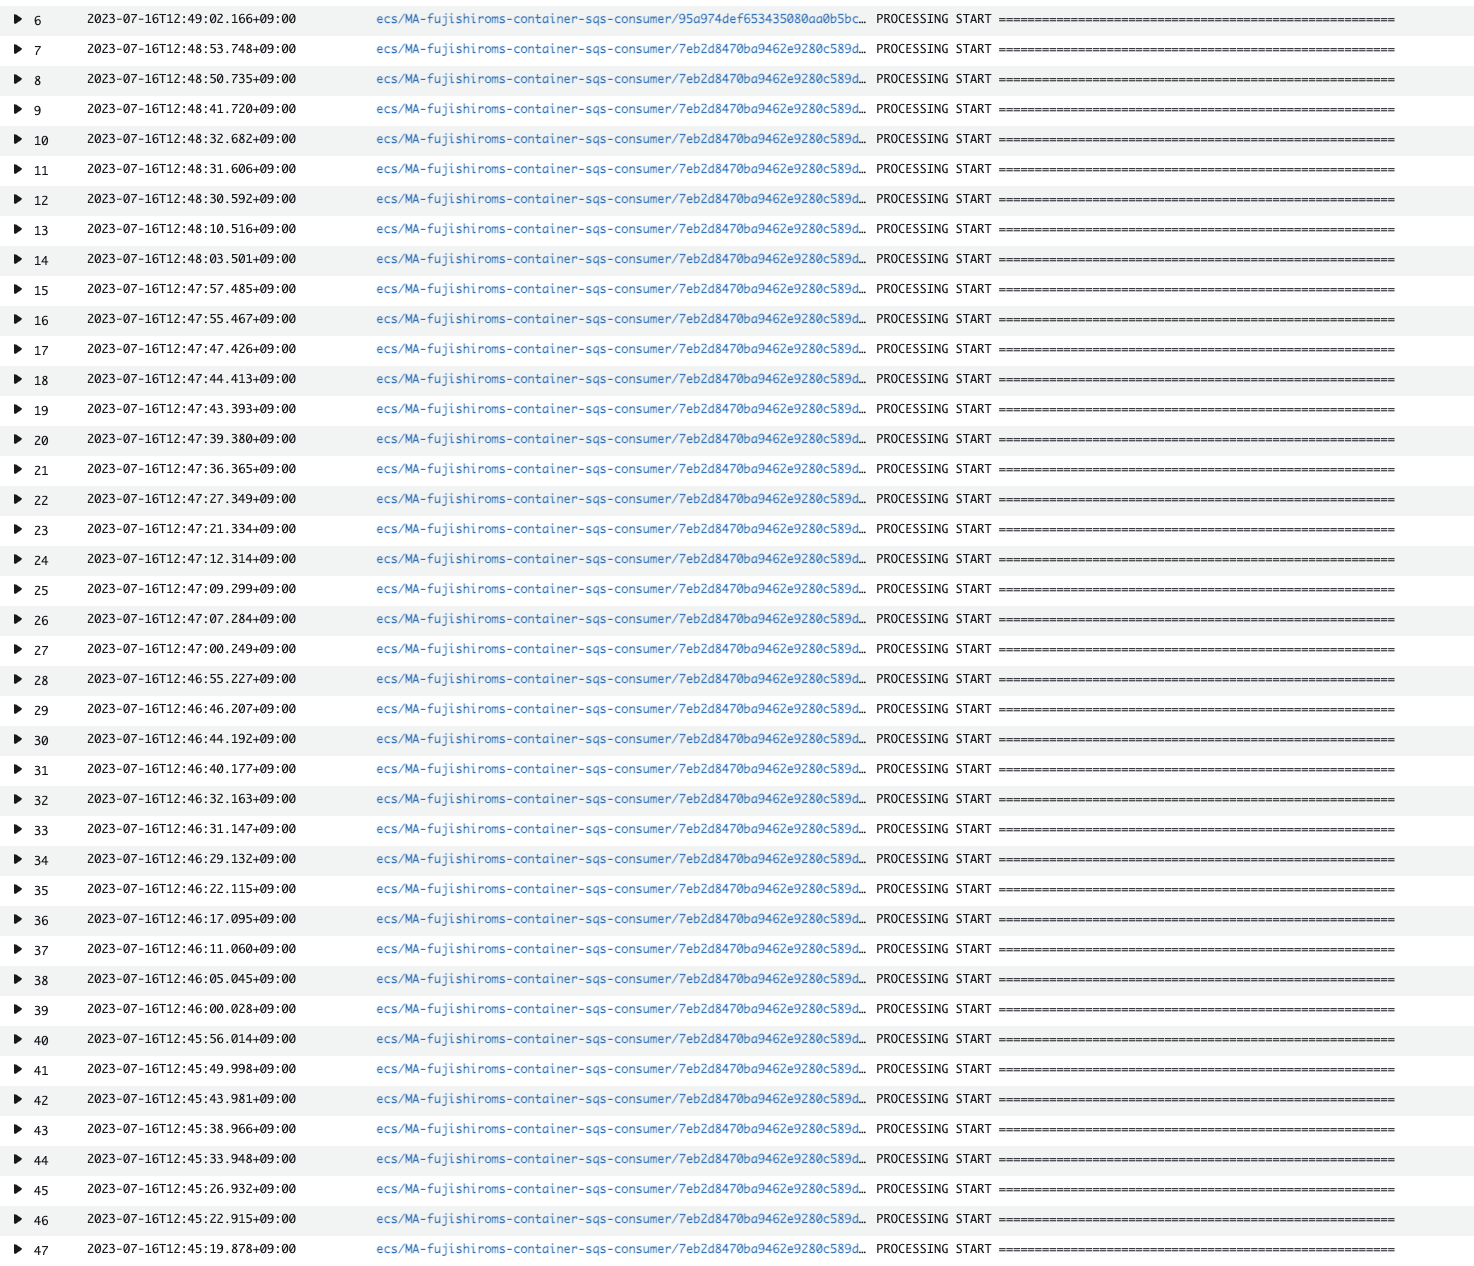 6 2023-07-16T12:49:02.166+09:00 ecs/MA-fujishiroms-container-sqs-consumer/95a974def653435080aa0b5bc… PROCESSING START =======================================================
7 2023-07-16T12:48:53.748+09:00 ecs/MA-fujishiroms-container-sqs-consumer/7eb2d8470ba9462e9280c589d… PROCESSING START =======================================================
8 2023-07-16T12:48:50.735+09:00 ecs/MA-fujishiroms-container-sqs-consumer/7eb2d8470ba9462e9280c589d… PROCESSING START =======================================================
9 2023-07-16T12:48:41.720+09:00 ecs/MA-fujishiroms-container-sqs-consumer/7eb2d8470ba9462e9280c589d… PROCESSING START =======================================================
10 2023-07-16T12:48:32.682+09:00 ecs/MA-fujishiroms-container-sqs-consumer/7eb2d8470ba9462e9280c589d… PROCESSING START =======================================================
11 2023-07-16T12:48:31.606+09:00 ecs/MA-fujishiroms-container-sqs-consumer/7eb2d8470ba9462e9280c589d… PROCESSING START =======================================================
12 2023-07-16T12:48:30.592+09:00 ecs/MA-fujishiroms-container-sqs-consumer/7eb2d8470ba9462e9280c589d… PROCESSING START =======================================================
13 2023-07-16T12:48:10.516+09:00 ecs/MA-fujishiroms-container-sqs-consumer/7eb2d8470ba9462e9280c589d… PROCESSING START =======================================================
14 2023-07-16T12:48:03.501+09:00 ecs/MA-fujishiroms-container-sqs-consumer/7eb2d8470ba9462e9280c589d… PROCESSING START =======================================================
15 2023-07-16T12:47:57.485+09:00 ecs/MA-fujishiroms-container-sqs-consumer/7eb2d8470ba9462e9280c589d… PROCESSING START =======================================================
16 2023-07-16T12:47:55.467+09:00 ecs/MA-fujishiroms-container-sqs-consumer/7eb2d8470ba9462e9280c589d… PROCESSING START =======================================================
17 2023-07-16T12:47:47.426+09:00 ecs/MA-fujishiroms-container-sqs-consumer/7eb2d8470ba9462e9280c589d… PROCESSING START =======================================================
18 2023-07-16T12:47:44.413+09:00 ecs/MA-fujishiroms-container-sqs-consumer/7eb2d8470ba9462e9280c589d… PROCESSING START =======================================================
19 2023-07-16T12:47:43.393+09:00 ecs/MA-fujishiroms-container-sqs-consumer/7eb2d8470ba9462e9280c589d… PROCESSING START =======================================================
20 2023-07-16T12:47:39.380+09:00 ecs/MA-fujishiroms-container-sqs-consumer/7eb2d8470ba9462e9280c589d… PROCESSING START =======================================================
21 2023-07-16T12:47:36.365+09:00 ecs/MA-fujishiroms-container-sqs-consumer/7eb2d8470ba9462e9280c589d… PROCESSING START =======================================================
22 2023-07-16T12:47:27.349+09:00 ecs/MA-fujishiroms-container-sqs-consumer/7eb2d8470ba9462e9280c589d… PROCESSING START =======================================================
23 2023-07-16T12:47:21.334+09:00 ecs/MA-fujishiroms-container-sqs-consumer/7eb2d8470ba9462e9280c589d… PROCESSING START =======================================================
24 2023-07-16T12:47:12.314+09:00 ecs/MA-fujishiroms-container-sqs-consumer/7eb2d8470ba9462e9280c589d… PROCESSING START =======================================================
25 2023-07-16T12:47:09.299+09:00 ecs/MA-fujishiroms-container-sqs-consumer/7eb2d8470ba9462e9280c589d… PROCESSING START =======================================================
26 2023-07-16T12:47:07.284+09:00 ecs/MA-fujishiroms-container-sqs-consumer/7eb2d8470ba9462e9280c589d… PROCESSING START =======================================================
27 2023-07-16T12:47:00.249+09:00 ecs/MA-fujishiroms-container-sqs-consumer/7eb2d8470ba9462e9280c589d… PROCESSING START =======================================================
28 2023-07-16T12:46:55.227+09:00 ecs/MA-fujishiroms-container-sqs-consumer/7eb2d8470ba9462e9280c589d… PROCESSING START =======================================================
29 2023-07-16T12:46:46.207+09:00 ecs/MA-fujishiroms-container-sqs-consumer/7eb2d8470ba9462e9280c589d… PROCESSING START =======================================================
30 2023-07-16T12:46:44.192+09:00 ecs/MA-fujishiroms-container-sqs-consumer/7eb2d8470ba9462e9280c589d… PROCESSING START =======================================================
31 2023-07-16T12:46:40.177+09:00 ecs/MA-fujishiroms-container-sqs-consumer/7eb2d8470ba9462e9280c589d… PROCESSING START =======================================================
32 2023-07-16T12:46:32.163+09:00 ecs/MA-fujishiroms-container-sqs-consumer/7eb2d8470ba9462e9280c589d… PROCESSING START =======================================================
33 2023-07-16T12:46:31.147+09:00 ecs/MA-fujishiroms-container-sqs-consumer/7eb2d8470ba9462e9280c589d… PROCESSING START =======================================================
34 2023-07-16T12:46:29.132+09:00 ecs/MA-fujishiroms-container-sqs-consumer/7eb2d8470ba9462e9280c589d… PROCESSING START =======================================================
35 2023-07-16T12:46:22.115+09:00 ecs/MA-fujishiroms-container-sqs-consumer/7eb2d8470ba9462e9280c589d… PROCESSING START =======================================================
36 2023-07-16T12:46:17.095+09:00 ecs/MA-fujishiroms-container-sqs-consumer/7eb2d8470ba9462e9280c589d… PROCESSING START =======================================================
37 2023-07-16T12:46:11.060+09:00 ecs/MA-fujishiroms-container-sqs-consumer/7eb2d8470ba9462e9280c589d… PROCESSING START =======================================================
38 2023-07-16T12:46:05.045+09:00 ecs/MA-fujishiroms-container-sqs-consumer/7eb2d8470ba9462e9280c589d… PROCESSING START =======================================================
39 2023-07-16T12:46:00.028+09:00 ecs/MA-fujishiroms-container-sqs-consumer/7eb2d8470ba9462e9280c589d… PROCESSING START =======================================================
40 2023-07-16T12:45:56.014+09:00 ecs/MA-fujishiroms-container-sqs-consumer/7eb2d8470ba9462e9280c589d… PROCESSING START =======================================================
41 2023-07-16T12:45:49.998+09:00 ecs/MA-fujishiroms-container-sqs-consumer/7eb2d8470ba9462e9280c589d… PROCESSING START =======================================================
42 2023-07-16T12:45:43.981+09:00 ecs/MA-fujishiroms-container-sqs-consumer/7eb2d8470ba9462e9280c589d… PROCESSING START =======================================================
43 2023-07-16T12:45:38.966+09:00 ecs/MA-fujishiroms-container-sqs-consumer/7eb2d8470ba9462e9280c589d… PROCESSING START =======================================================
44 2023-07-16T12:45:33.948+09:00 ecs/MA-fujishiroms-container-sqs-consumer/7eb2d8470ba9462e9280c589d… PROCESSING START =======================================================
45 2023-07-16T12:45:26.932+09:00 ecs/MA-fujishiroms-container-sqs-consumer/7eb2d8470ba9462e9280c589d… PROCESSING START =======================================================
46 2023-07-16T12:45:22.915+09:00 ecs/MA-fujishiroms-container-sqs-consumer/7eb2d8470ba9462e9280c589d… PROCESSING START =======================================================
47 2023-07-16T12:45:19.878+09:00 ecs/MA-fujishiroms-container-sqs-consumer/7eb2d8470ba9462e9280c589d… PROCESSING START =======================================================